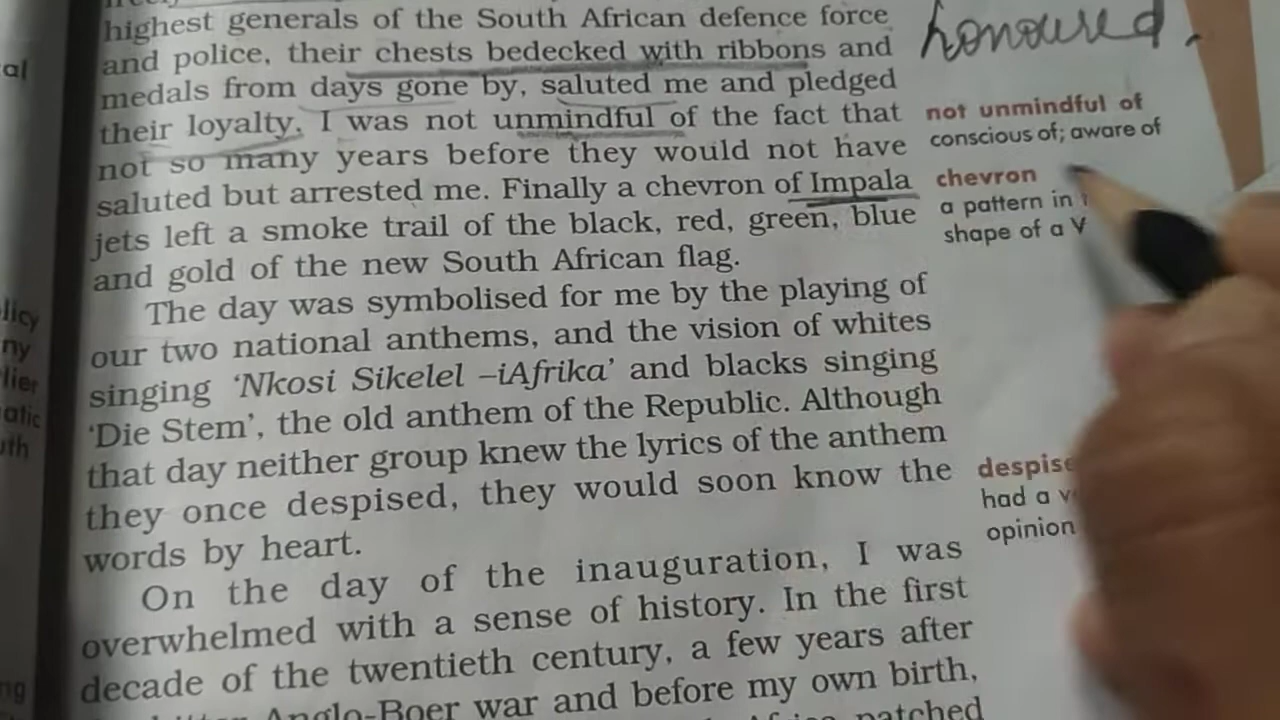 highest generals of the South African defence force
and police, their chests bedecked with ribbons and
medals from days gone by, saluted me and pledged
their loyalty. I was not unmindful of the fact that
not so many years before they would not have
saluted but arrested me. Finally a chevron of Impala
jets left a smoke trail of the black, red, green, blue
and gold of the new South African flag.
The day was symbolised for me by the playing of
our two national anthems, and the vision of whites
singing ‘Nkosi Sikelel –iAfrika’ and blacks singing
‘Die Stem’, the old anthem of the Republic. Although
that day neither group knew the lyrics of the anthem
they once despised, they would soon know the
words by heart.
On the day of the inauguration, I was
overwhelmed with a sense of history. In the first
decade of the twentieth century, a few years after
Anglo-Boer war and before my own birth,
patched
honoured.
not unmindful of
conscious of; aware of
chevron
a pattern in
shape of a V
despise
had a
opinion
al
licy
ny
lier
atic
uth
ng